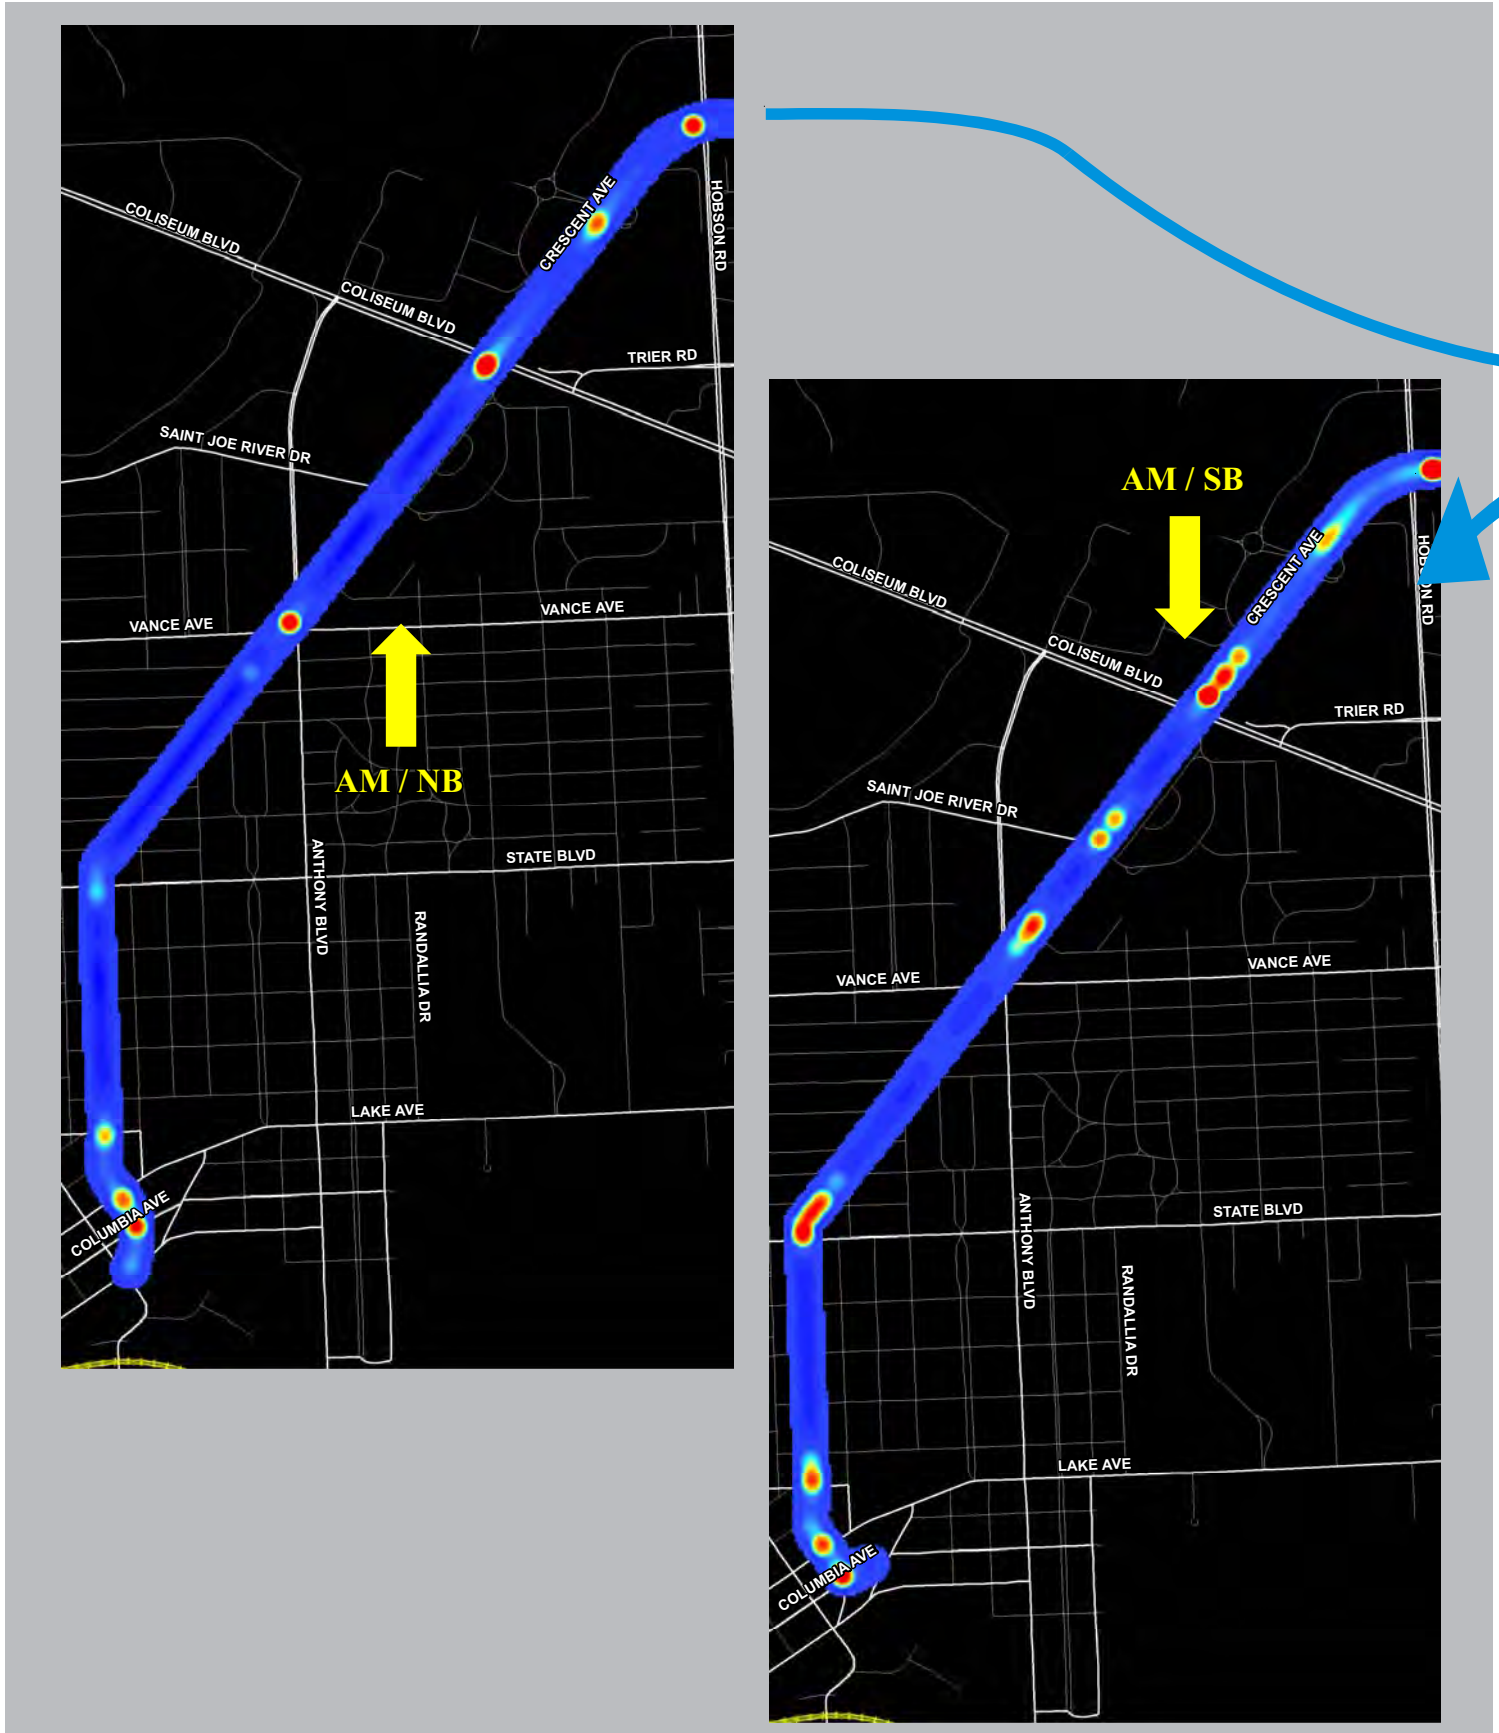 HOBSON RD
CRESCENT AVE
COLISEUM BLVD
COLISEUM BLVD
TRIER RD
SAINT JOE RIVER DR
VANCE AVE
VANCE AVE
AM / NB
STATE BLVD
ANTHONY BLVD
RANDALLIA DR
LAKE AVE
COLUMBIA AVE
AM / SB
HOBSON RD
CRESCENT AVE
COLISEUM BLVD
COLISEUM BLVD
TRIER RD
SAINT JOE RIVER DR
VANCE AVE
VANCE AVE
STATE BLVD
ANTHONY BLVD
RANDALLIA DR
LAKE AVE
COLUMBIA AVE